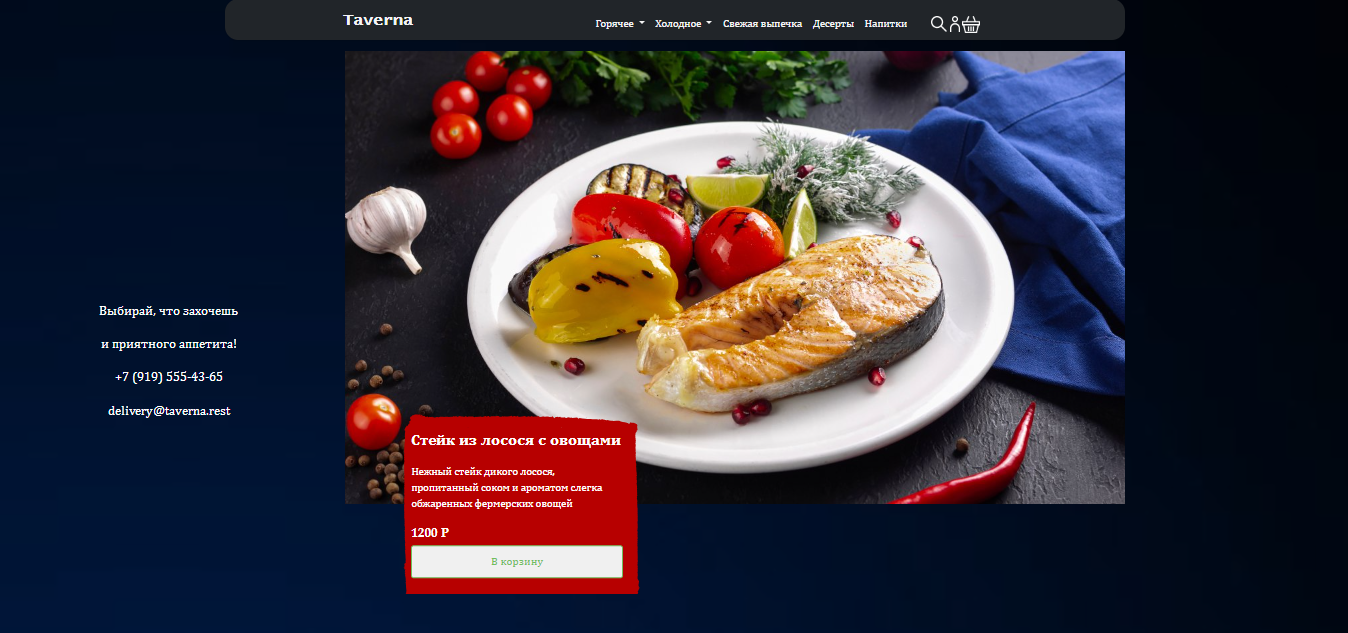 Taverna
Горячее
Холодное
Свежая выпечка
Десерты
Напитки
Выбирай, что захочешь
и приятного аппетита!
+7 (919) 555-43-65
delivery@taverna.rest
Стейк из лосося с овощами
Нежный стейк дикого лосося,
пропитанный соком и ароматом слегка
обжаренных фермерских овощей
1200 Р
В корзину